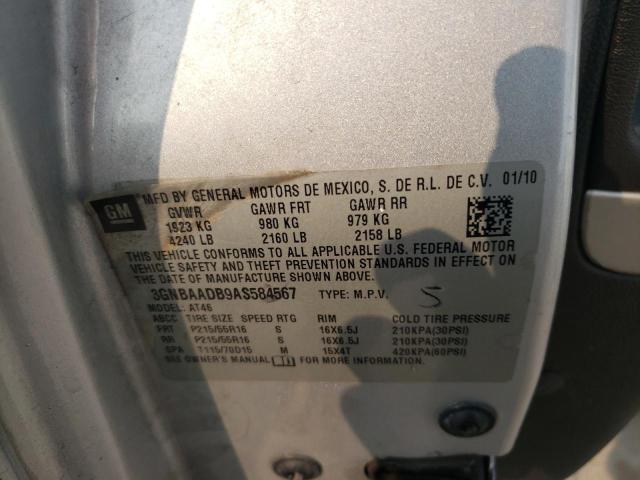 MFD BY GENERAL MOTORS DE MEXICO, S. DE R.L. DE C.V. 01/10
GM
GVWR GAWR FRT GAWR RR
1923 KG 980 KG 979 KG
4240 LB 2160 LB 2158 LB
THIS VEHICLE CONFORMS TO ALL APPLICABLE U.S. FEDERAL MOTOR
VEHICLE SAFETY AND THEFT PREVENTION STANDARDS IN EFFECT ON
THE DATE OF MANUFACTURE SHOWN ABOVE.
3GNBAADB9AS584567 TYPE: M.P.V. S
MODEL: AT46
ABCC TIRE SIZE SPEED RTG RIM COLD TIRE PRESSURE
FRT P215/55R16 S 16X6.5J 210KPA(30PSI)
RR P215/55R16 S 16X6.5J 210KPA(30PSI)
SPA T115/70D15 M 15X4T 420KPA(60PSI)
SEE OWNER'S MANUAL FOR MORE INFORMATION.